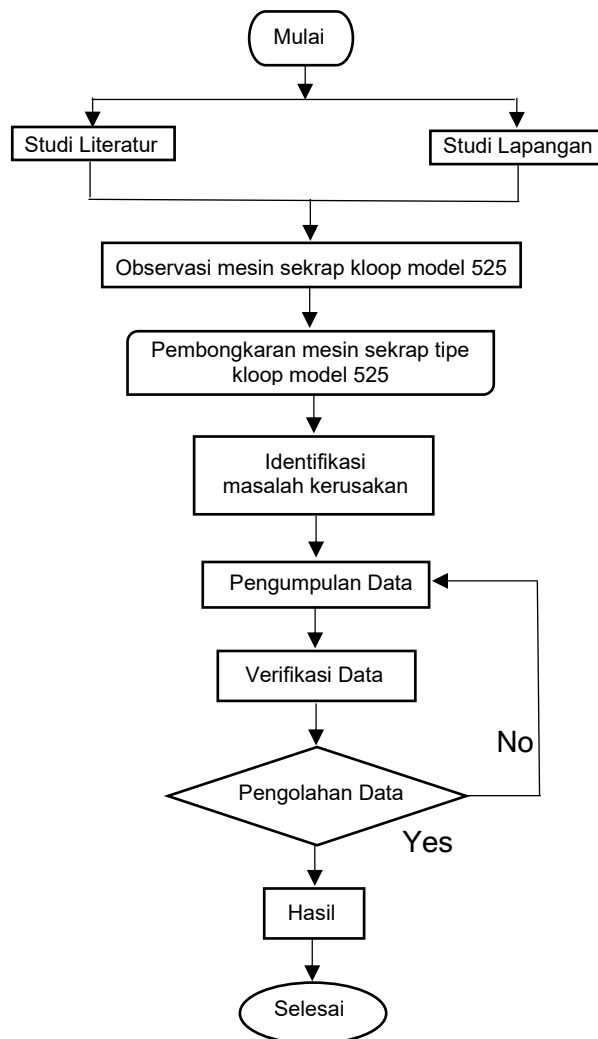 Mulai
Studi Literatur
Studi Lapangan
Observasi mesin sekrap kloop model 525
Pembongkaran mesin sekrap tipe
kloop model 525
Identifikasi
masalah kerusakan
Pengumpulan Data
Verifikasi Data
No
Pengolahan Data
Yes
Hasil
Selesai